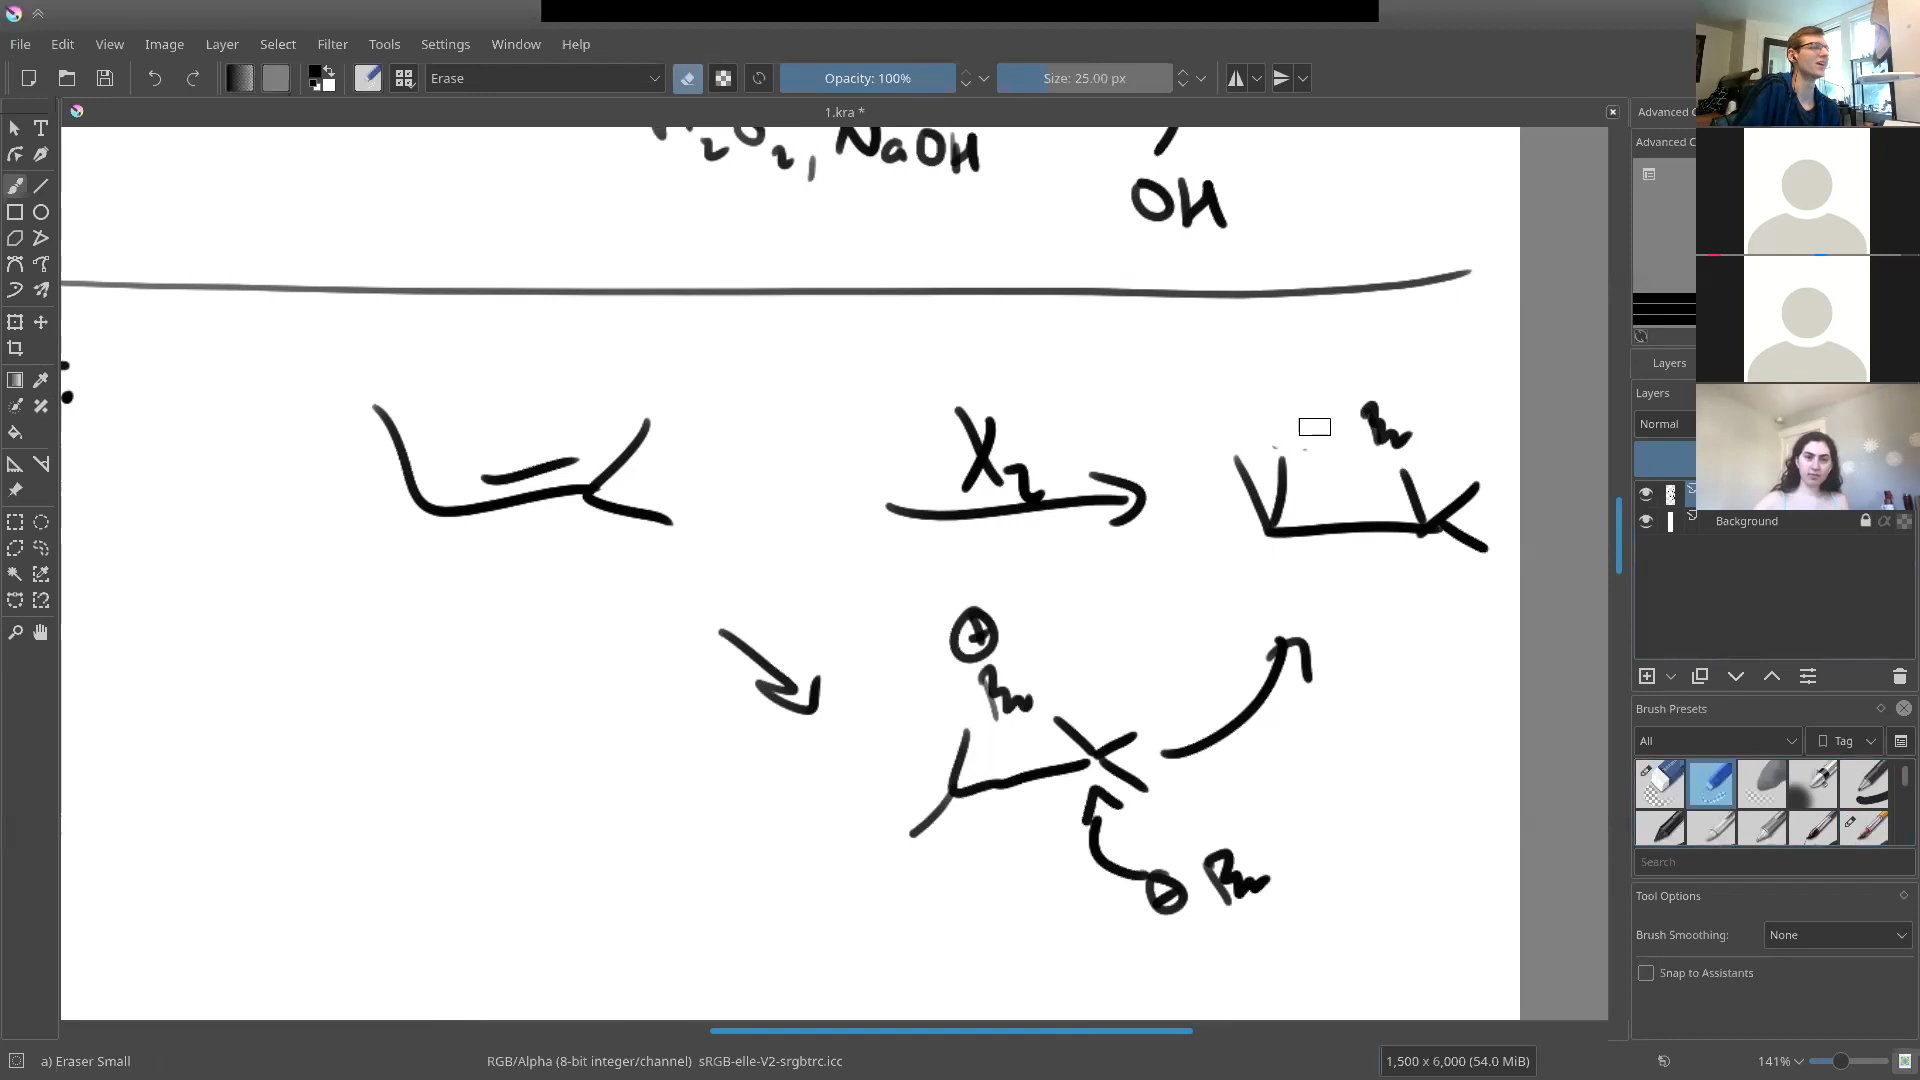 File Edit View Image Layer Select Filter Tools Settings Window Help
Erase Opacity: 100% Size: 25.00 px
1.kra *
Advanced C
Advanced C
2O2, NaOH
OH
X2
Br
⊕
Br
⊖ Br
Layers
Layers
Normal
Background
Brush Presets
All Tag
Search
Tool Options
Brush Smoothing: None
Snap to Assistants
a) Eraser Small
RGB/Alpha (8-bit integer/channel) sRGB-elle-V2-srgbtrc.icc
1,500 x 6,000 (54.0 MiB)
141%